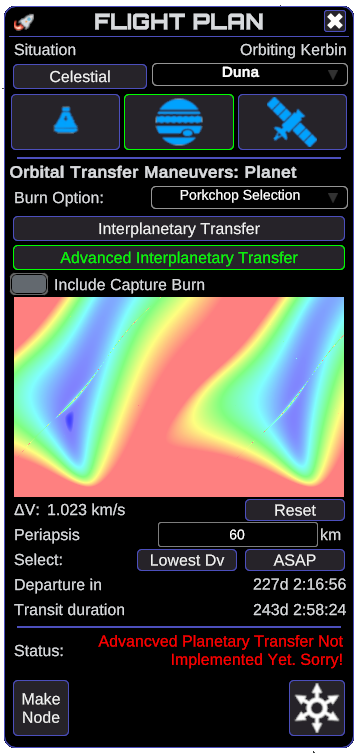 FLIGHT PLAN
Situation Orbiting Kerbin
Celestial Duna
Orbital Transfer Maneuvers: Planet
Burn Option: Porkchop Selection
Interplanetary Transfer
Advanced Interplanetary Transfer
Include Capture Burn
ΔV: 1.023 km/s Reset
Periapsis 60 km
Select: Lowest Dv ASAP
Departure in 227d 2:16:56
Transit duration 243d 2:58:24
Status: Advancved Planetary Transfer Not
Implemented Yet. Sorry!
Make
Node